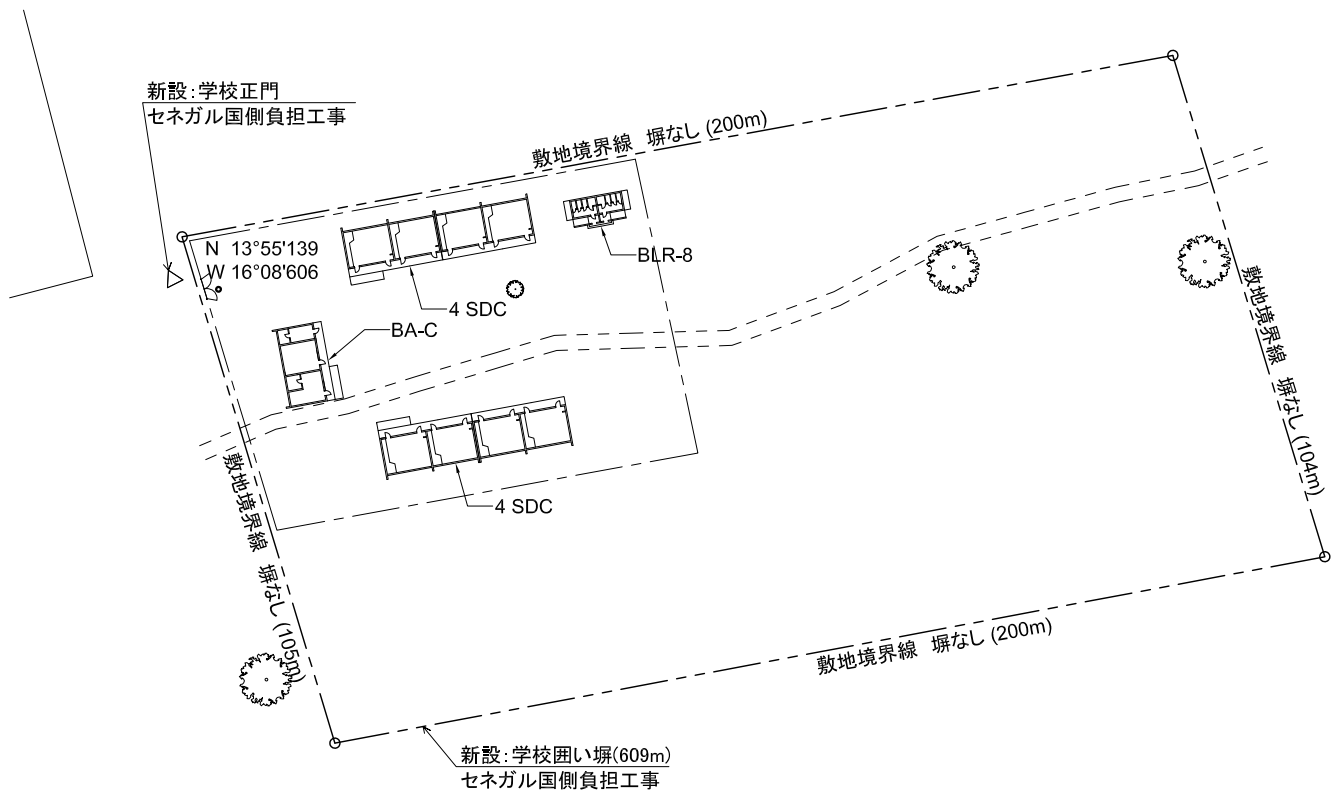 新設:学校正門
セネガル国側負担工事
敷地境界線 塀なし (200m)
N 13°55'139
W 16°08'606
BLR-8
4 SDC
BA-C
敷地境界線 塀なし (104m)
4 SDC
敷地境界線 塀なし (105m)
敷地境界線 塀なし (200m)
新設:学校囲い塀(609m)
セネガル国側負担工事